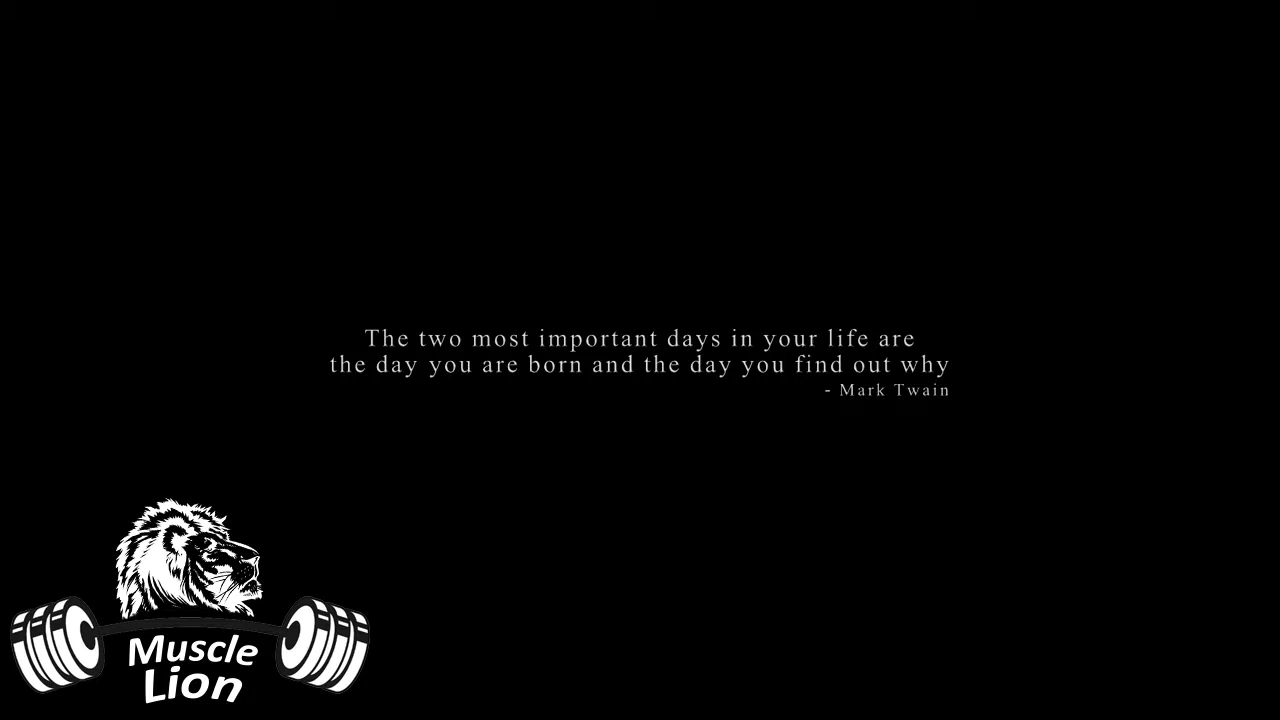 The two most important days in your life are
the day you are born and the day you find out why
- Mark Twain
Muscle
Lion